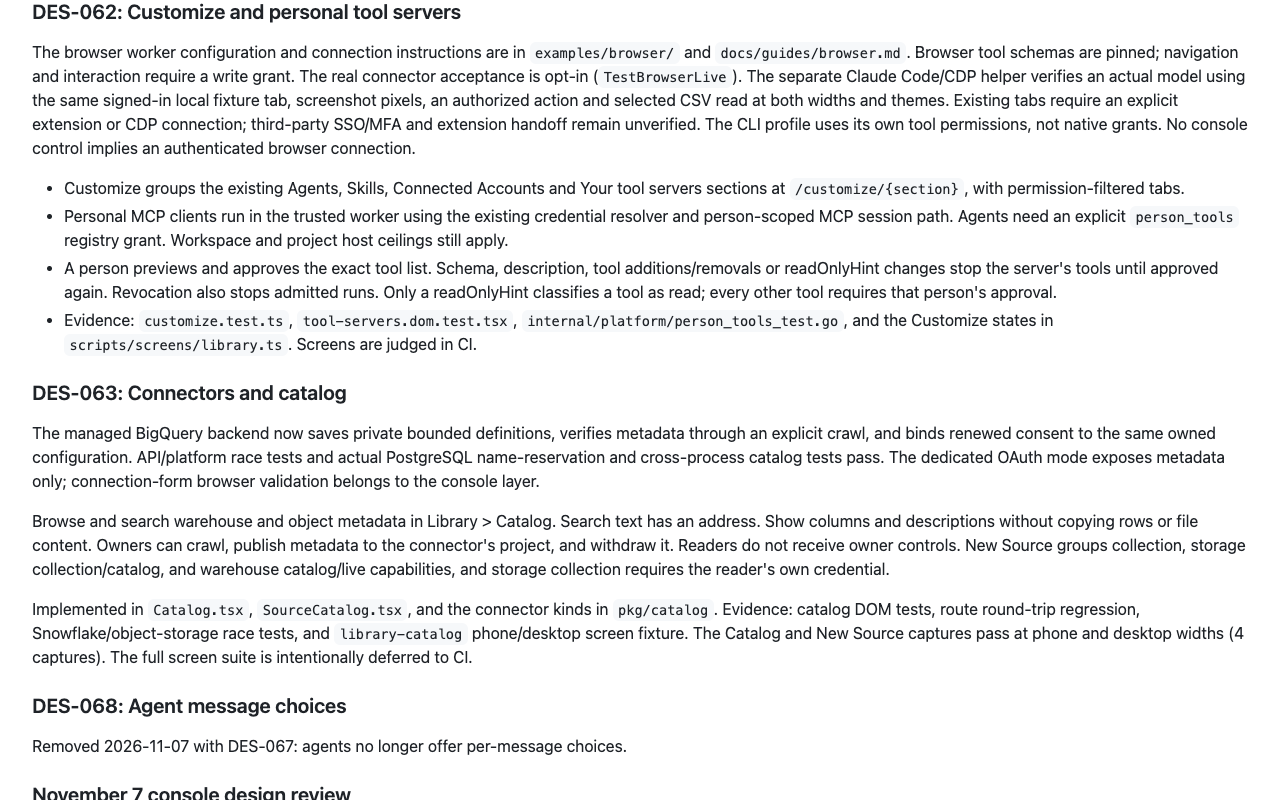 DES-062: Customize and personal tool servers
The browser worker configuration and connection instructions are in examples/browser/ and docs/guides/browser.md. Browser tool schemas are pinned; navigation
and interaction require a write grant. The real connector acceptance is opt-in ( TestBrowserLive ). The separate Claude Code/CDP helper verifies an actual model using
the same signed-in local fixture tab, screenshot pixels, an authorized action and selected CSV read at both widths and themes. Existing tabs require an explicit
extension or CDP connection; third-party SSO/MFA and extension handoff remain unverified. The CLI profile uses its own tool permissions, not native grants. No console
control implies an authenticated browser connection.
• Customize groups the existing Agents, Skills, Connected Accounts and Your tool servers sections at /customize/{section} , with permission-filtered tabs.
• Personal MCP clients run in the trusted worker using the existing credential resolver and person-scoped MCP session path. Agents need an explicit person_tools
registry grant. Workspace and project host ceilings still apply.
• A person previews and approves the exact tool list. Schema, description, tool additions/removals or readOnlyHint changes stop the server's tools until approved
again. Revocation also stops admitted runs. Only a readOnlyHint classifies a tool as read; every other tool requires that person's approval.
• Evidence: customize.test.ts , tool-servers.dom.test.tsx , internal/platform/person_tools_test.go , and the Customize states in
scripts/screens/library.ts . Screens are judged in CI.
DES-063: Connectors and catalog
The managed BigQuery backend now saves private bounded definitions, verifies metadata through an explicit crawl, and binds renewed consent to the same owned
configuration. API/platform race tests and actual PostgreSQL name-reservation and cross-process catalog tests pass. The dedicated OAuth mode exposes metadata
only; connection-form browser validation belongs to the console layer.
Browse and search warehouse and object metadata in Library > Catalog. Search text has an address. Show columns and descriptions without copying rows or file
content. Owners can crawl, publish metadata to the connector's project, and withdraw it. Readers do not receive owner controls. New Source groups collection, storage
collection/catalog, and warehouse catalog/live capabilities, and storage collection requires the reader's own credential.
Implemented in Catalog.tsx , SourceCatalog.tsx , and the connector kinds in pkg/catalog . Evidence: catalog DOM tests, route round-trip regression,
Snowflake/object-storage race tests, and library-catalog phone/desktop screen fixture. The Catalog and New Source captures pass at phone and desktop widths (4
captures). The full screen suite is intentionally deferred to CI.
DES-068: Agent message choices
Removed 2026-11-07 with DES-067: agents no longer offer per-message choices.
November 7 console design review